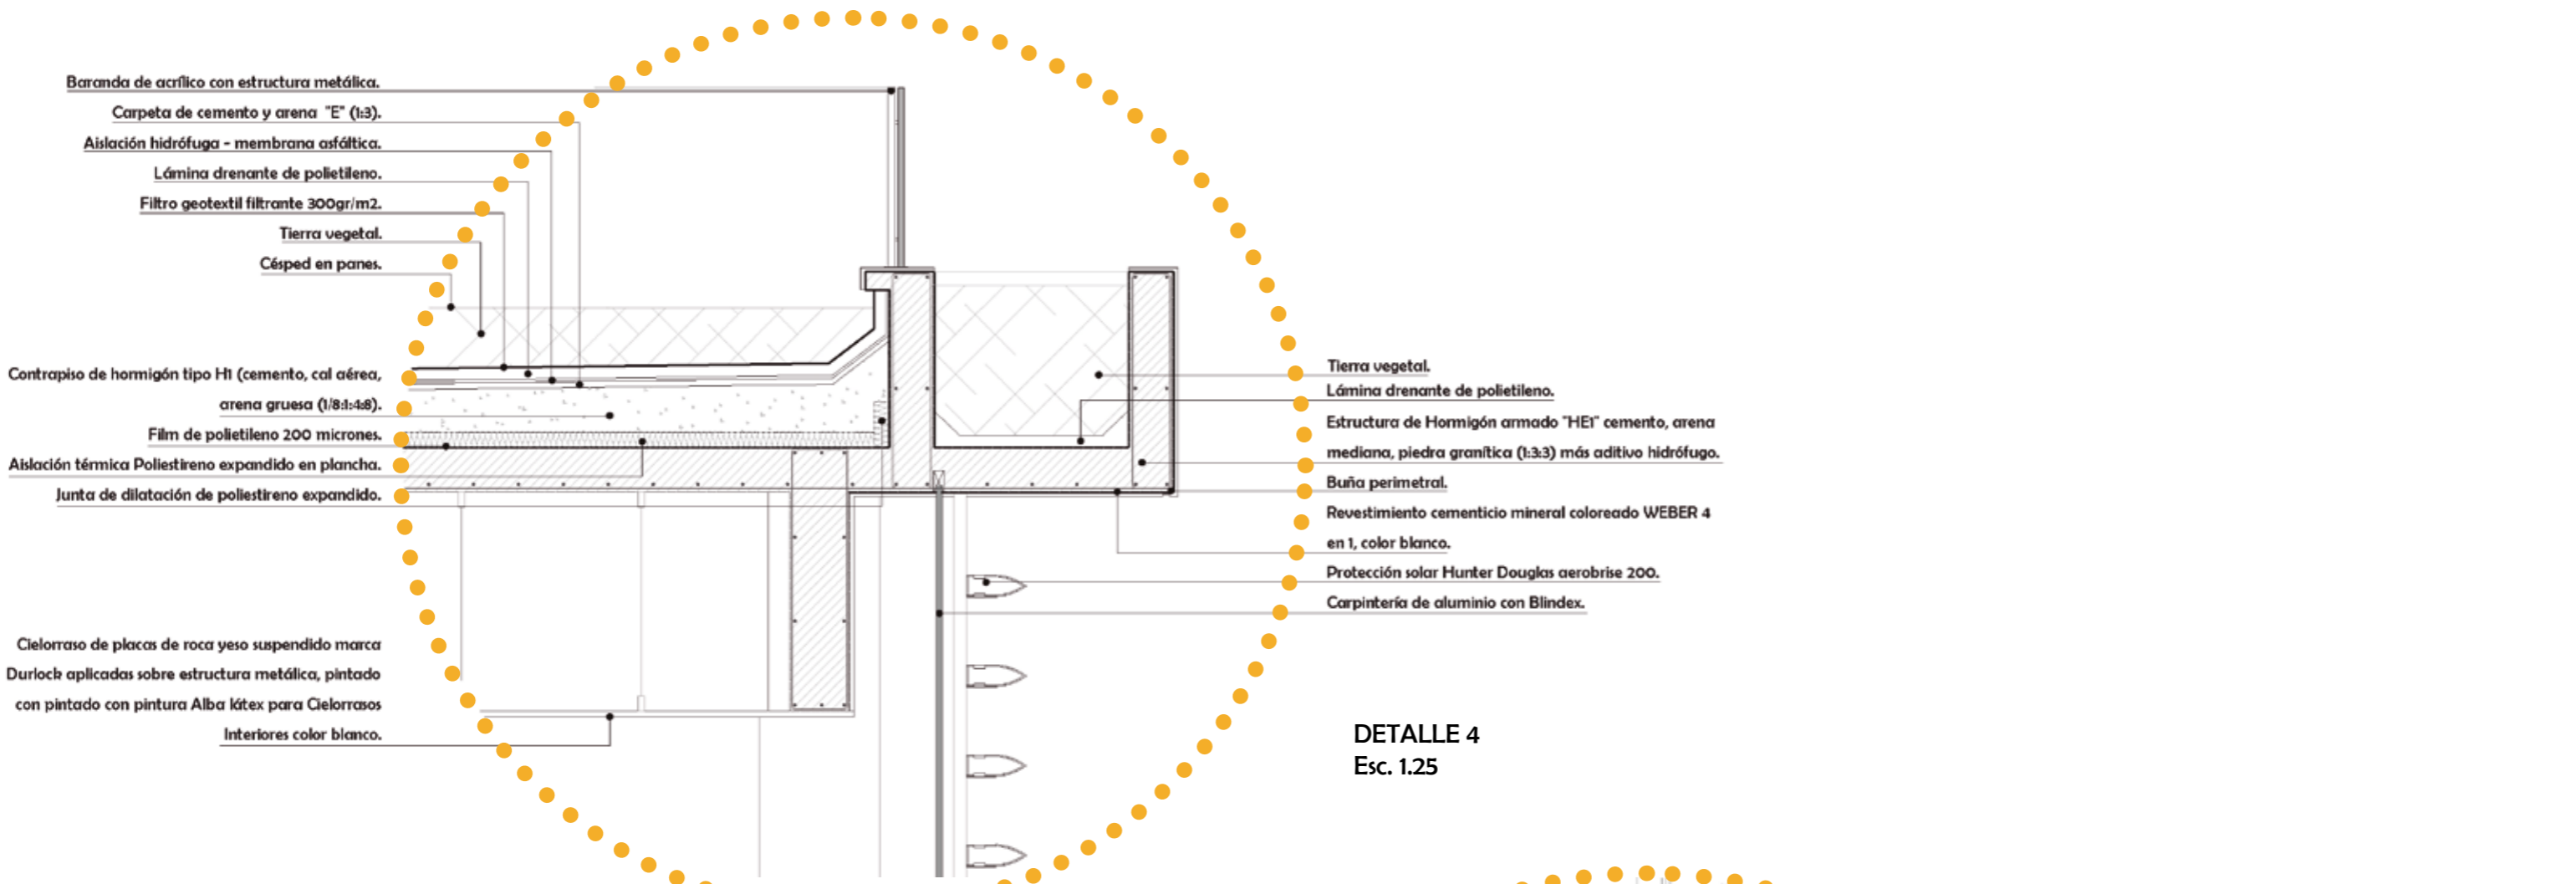 Baranda de acrílico con estructura metálica.
Carpeta de cemento y arena "E" (1:3).
Aislación hidrófuga - membrana asfáltica.
Lámina drenante de polietileno.
Filtro geotextil filtrante 300gr/m2.
Tierra vegetal.
Césped en panes.
Contrapiso de hormigón tipo H1 (cemento, cal aérea,
arena gruesa (1/8:1:4:8).
Film de polietileno 200 micrones.
Aislación térmica Poliestireno expandido en plancha.
Junta de dilatación de poliestireno expandido.
Cielorraso de placas de roca yeso suspendido marca
Durlock aplicadas sobre estructura metálica, pintado
con pintado con pintura Alba látex para Cielorrasos
Interiores color blanco.
Tierra vegetal.
Lámina drenante de polietileno.
Estructura de Hormigón armado "HE1" cemento, arena
mediana, piedra granítica (1:3:3) más aditivo hidrófugo.
Buña perimetral.
Revestimiento cementicio mineral coloreado WEBER 4
en 1, color blanco.
Protección solar Hunter Douglas aerobrise 200.
Carpintería de aluminio con Blindex.
DETALLE 4
Esc. 1.25